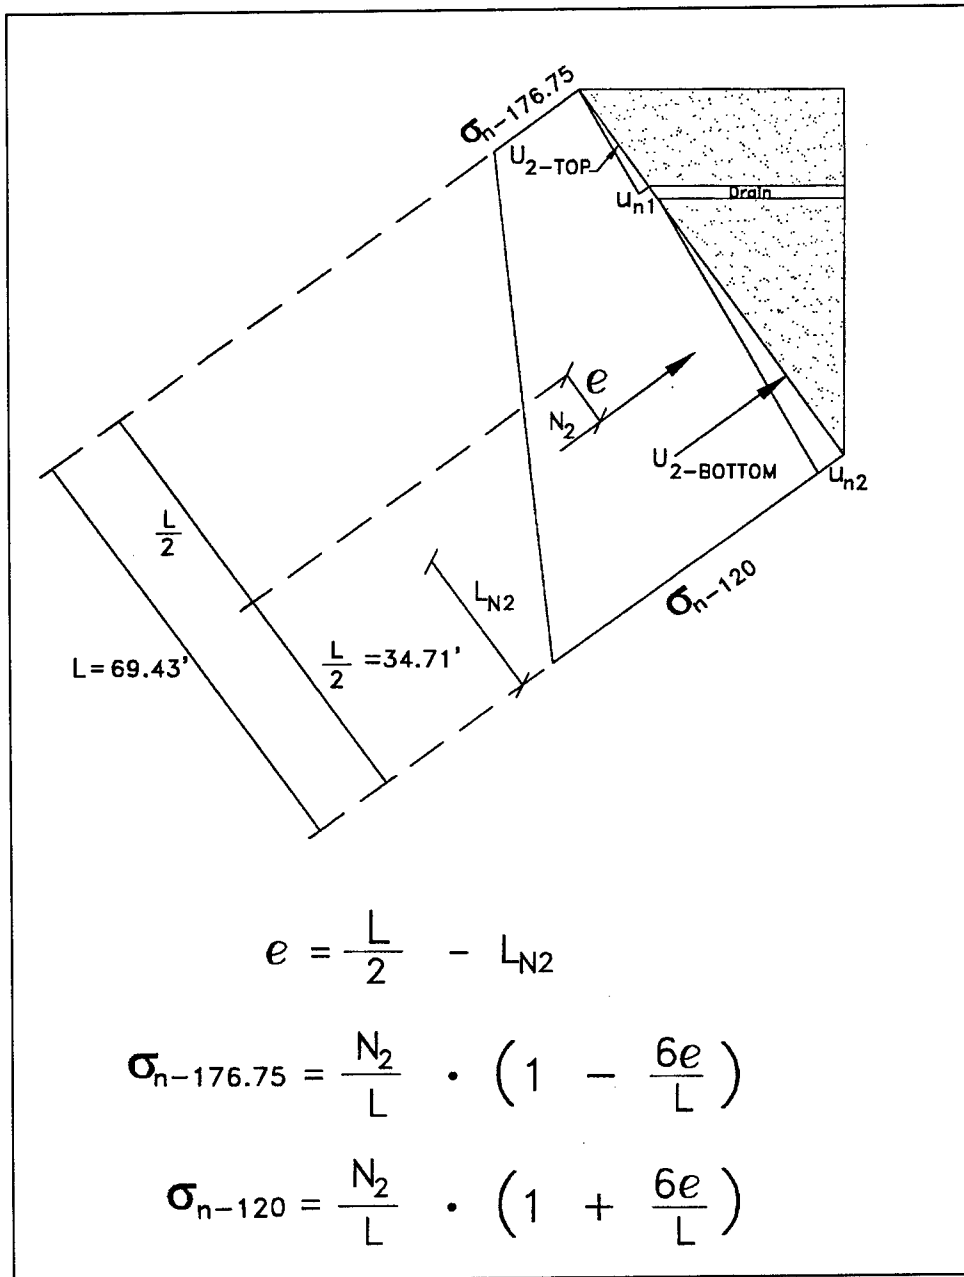 σn-176.75
U2-TOP
un1
Drain
e
N2
U2-BOTTOM
un2
σn-120
L/2
LN2
L=69.43'
L/2 =34.71'
e = L/2 - LN2
σn-176.75 = N2/L · (1 - 6e/L)
σn-120 = N2/L · (1 + 6e/L)